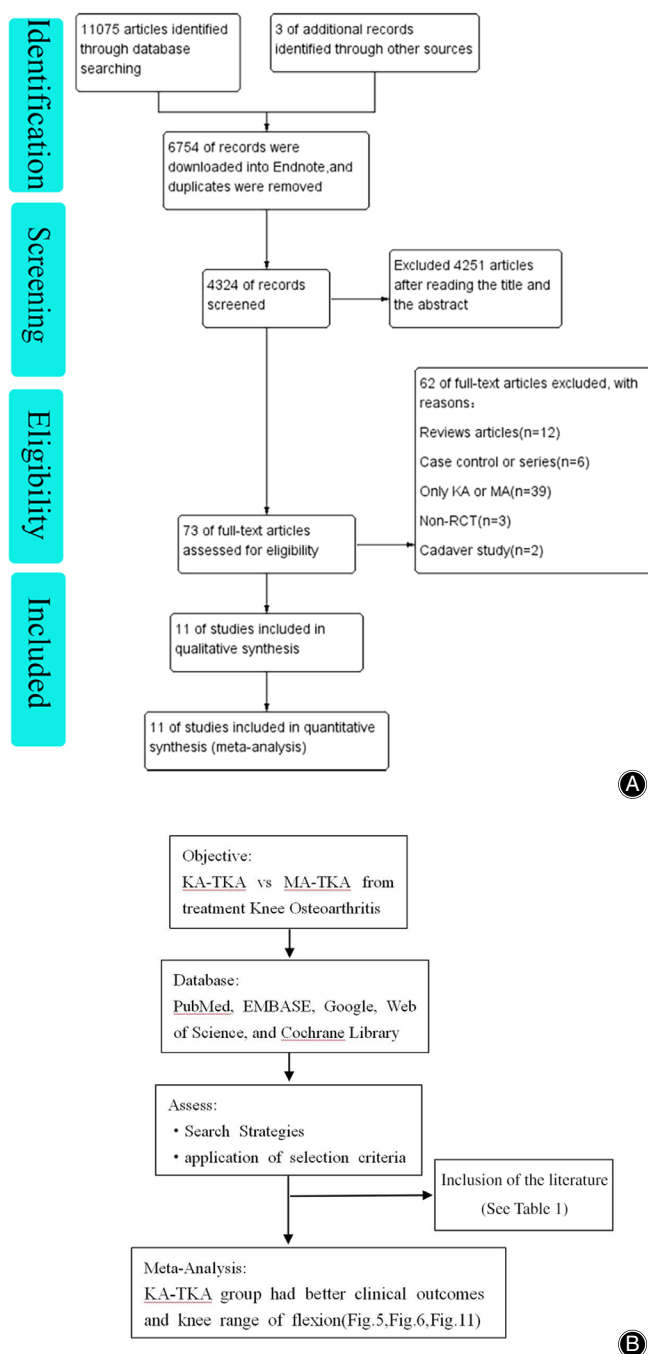 Identification
11075 articles identified
through database
searching
3 of additional records
identified through other sources
6754 of records were
downloaded into Endnote,and
duplicates were removed
Screening
4324 of records
screened
Excluded 4251 articles
after reading the title and
the abstract
Eligibility
62 of full-text articles excluded, with
reasons：
Reviews articles(n=12)
Case control or series(n=6)
Only KA or MA(n=39)
Non-RCT(n=3)
Cadaver study(n=2)
73 of full-text articles
assessed for eligibility
Included
11 of studies included in
qualitative synthesis
11 of studies included in quantitative
synthesis (meta-analysis)
A
Objective:
KA-TKA vs MA-TKA from
treatment Knee Osteoarthritis
Database:
PubMed, EMBASE, Google, Web
of Science, and Cochrane Library
Assess:
• Search Strategies
• application of selection criteria
Inclusion of the literature
(See Table 1)
Meta-Analysis:
KA-TKA group had better clinical outcomes
and knee range of flexion(Fig.5,Fig.6,Fig.11)
B